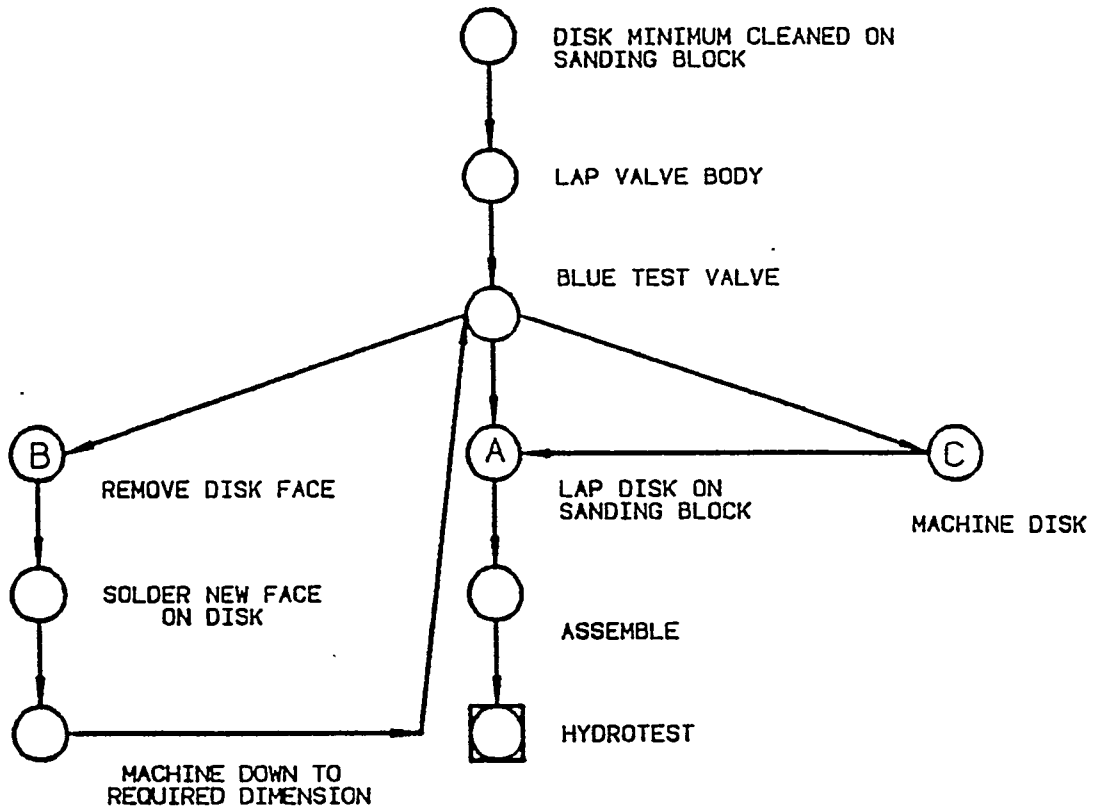 DISK MINIMUM CLEANED ON
SANDING BLOCK
LAP VALVE BODY
BLUE TEST VALVE
B
REMOVE DISK FACE
A
LAP DISK ON
SANDING BLOCK
C
MACHINE DISK
SOLDER NEW FACE
ON DISK
ASSEMBLE
MACHINE DOWN TO
REQUIRED DIMENSION
HYDROTEST